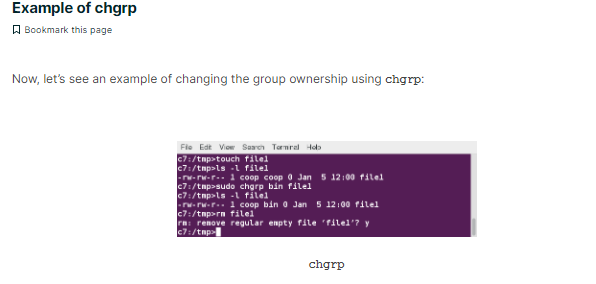 Example of chgrp
Bookmark this page
Now, let's see an example of changing the group ownership using chgrp:
File Edit View Search Terminal Help
c7:/tmp>touch file1
c7:/tmp>ls -l file1
-rw-rw-r-- 1 coop coop 0 Jan  5 12:00 file1
c7:/tmp>sudo chgrp bin file1
c7:/tmp>ls -l file1
-rw-rw-r-- 1 coop bin 0 Jan  5 12:00 file1
c7:/tmp>rm file1
rm: remove regular empty file 'file1'? y
c7:/tmp>
chgrp